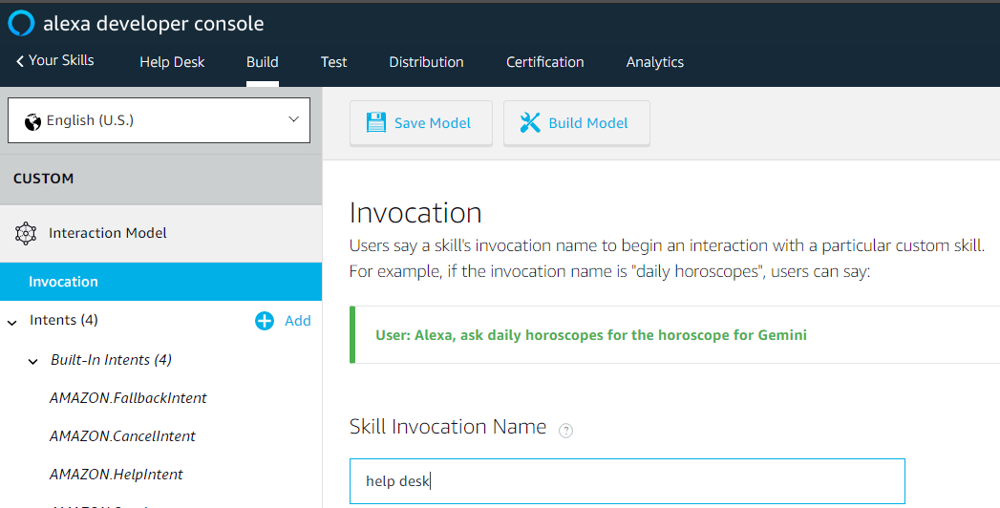 alexa developer console
Your Skills Help Desk Build Test Distribution Certification Analytics
English (U.S.)
Save Model Build Model
CUSTOM
Interaction Model
Invocation
Intents (4) Add
Built-In Intents (4)
AMAZON.FallbackIntent
AMAZON.CancelIntent
AMAZON.HelpIntent
Invocation
Users say a skill's invocation name to begin an interaction with a particular custom skill.
For example, if the invocation name is "daily horoscopes", users can say:
User: Alexa, ask daily horoscopes for the horoscope for Gemini
Skill Invocation Name ?
help desk